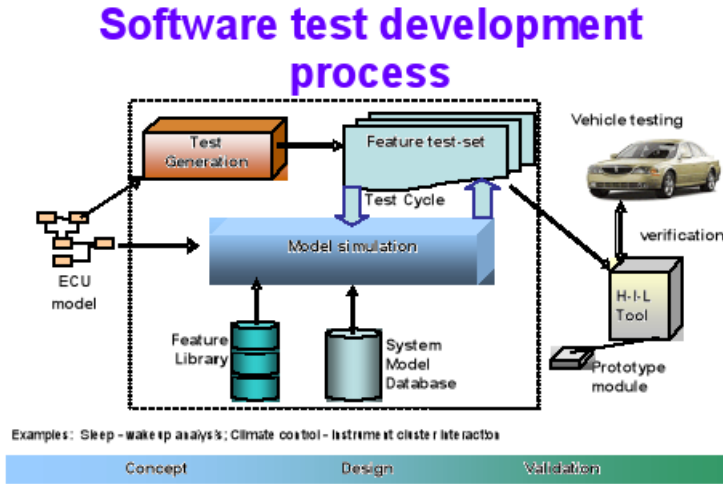 Software test development
process
Vehicle testing
Test
Generation
Feature test-set
Test Cycle
verification
Model simulation
ECU
model
H-I-L
Tool
Feature
Library
System
Model
Database
Prototype
module
Examples: Sleep - wake up analysis; Climate control - Instrument cluster Interaction
Concept Design Validation